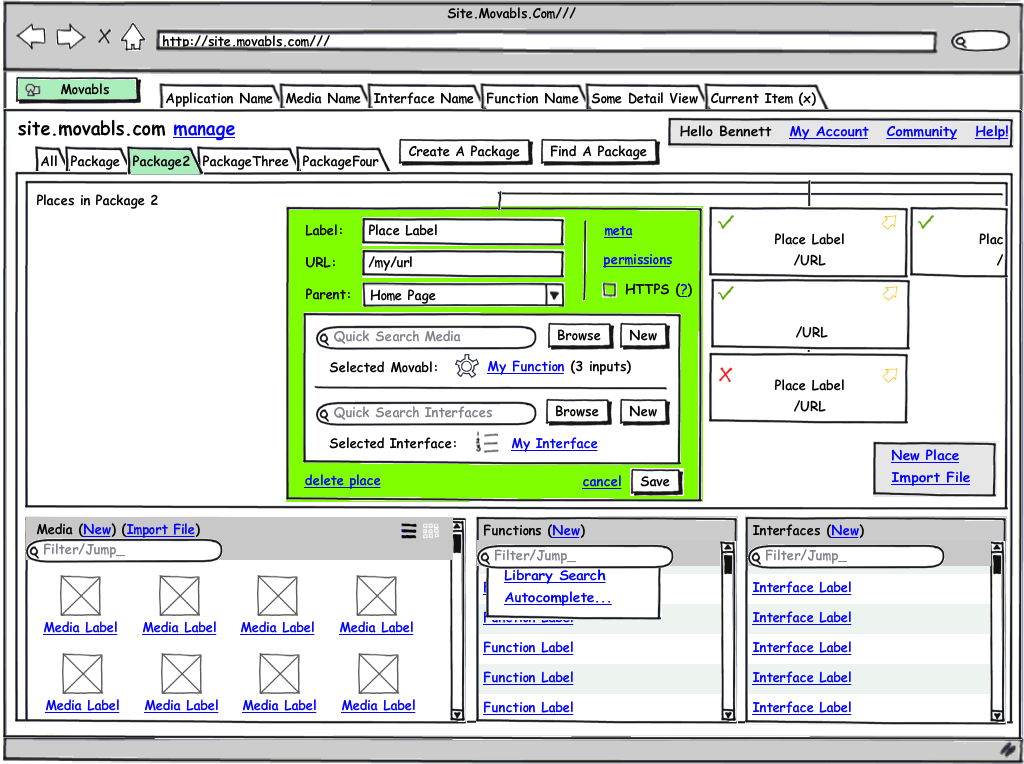 Site.Movabls.Com///
http://site.movabls.com///
Movabls
Application Name
Media Name
Interface Name
Function Name
Some Detail View
Current Item (x)
site.movabls.com manage
Hello Bennett My Account Community Help!
All
Package
Package2
PackageThree
PackageFour
Create A Package
Find A Package
Places in Package 2
Label: Place Label
URL: /my/url
Parent: Home Page
meta
permissions
HTTPS (?)
Quick Search Media
Browse
New
Selected Movabl: My Function (3 inputs)
Quick Search Interfaces
Browse
New
Selected Interface: 1 2 3 My Interface
delete place
cancel
Save
Place Label
/URL
Plac
/
/URL
Place Label
/URL
New Place
Import File
Media (New) (Import File)
Filter/Jump_
Media Label Media Label Media Label Media Label
Media Label Media Label Media Label Media Label
Functions (New)
Filter/Jump_
Library Search
Autocomplete...
Function Label
Function Label
Function Label
Function Label
Interfaces (New)
Filter/Jump_
Interface Label
Interface Label
Interface Label
Interface Label
Interface Label